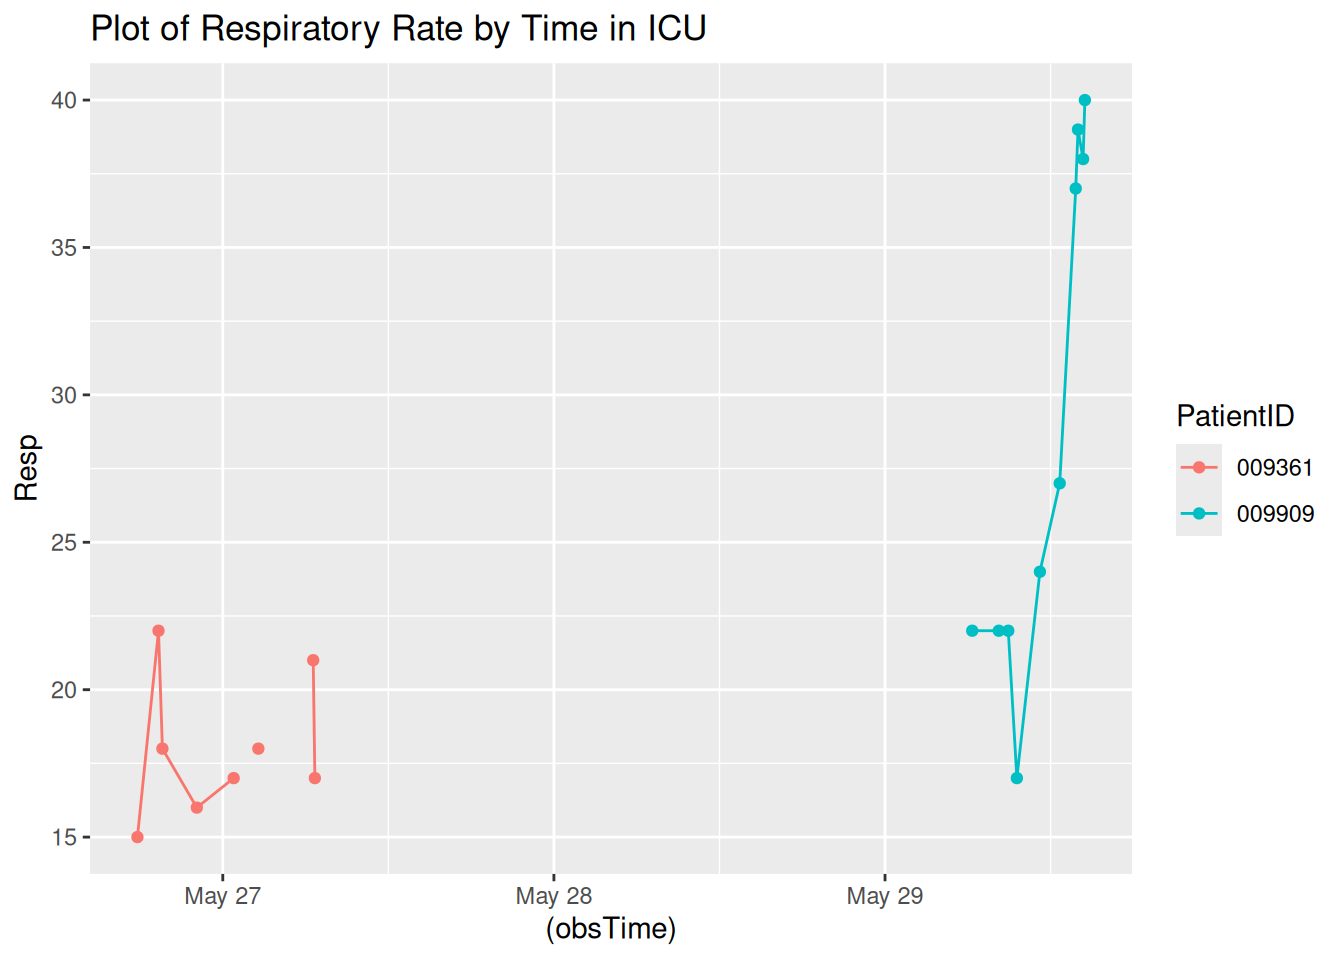 Plot of Respiratory Rate by Time in ICU
40
35
30
25
20
15
Resp
May 27
May 28
May 29
(obsTime)
PatientID
009361
009909